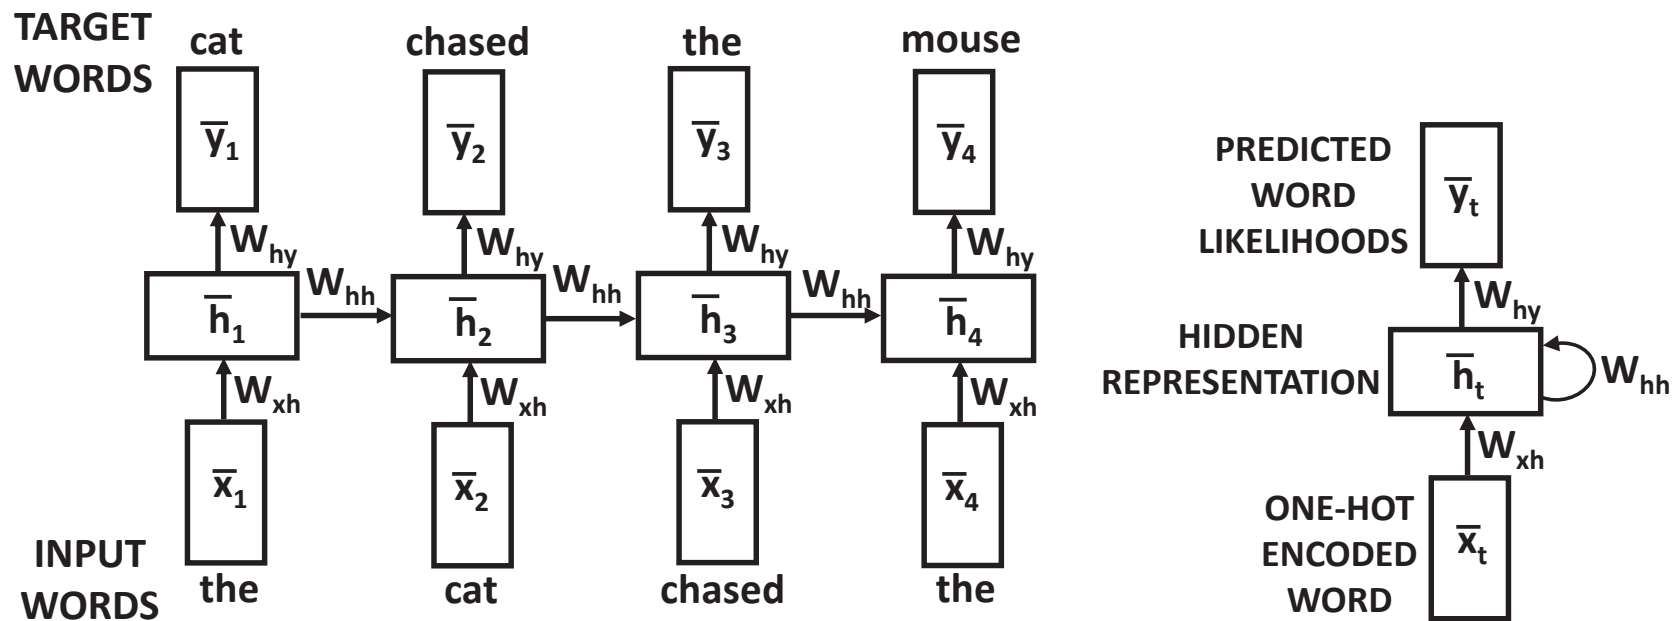 TARGET
WORDS
cat
chased
the
mouse
y̅1
y̅2
y̅3
y̅4
Why
Why
Why
Why
h̅1
Whh
h̅2
Whh
h̅3
Whh
h̅4
Wxh
Wxh
Wxh
Wxh
x̅1
x̅2
x̅3
x̅4
INPUT
WORDS
the
cat
chased
the
PREDICTED
WORD
LIKELIHOODS
y̅t
Why
HIDDEN
REPRESENTATION
h̅t
Whh
Wxh
ONE-HOT
ENCODED
WORD
x̅t